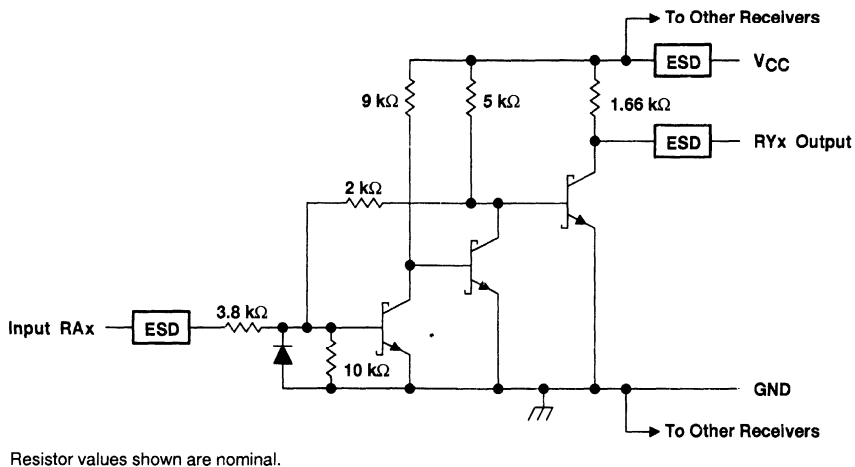 To Other Receivers
ESD
VCC
9 kΩ
5 kΩ
1.66 kΩ
ESD
RYx Output
2 kΩ
3.8 kΩ
Input RAx
ESD
10 kΩ
GND
To Other Receivers
Resistor values shown are nominal.